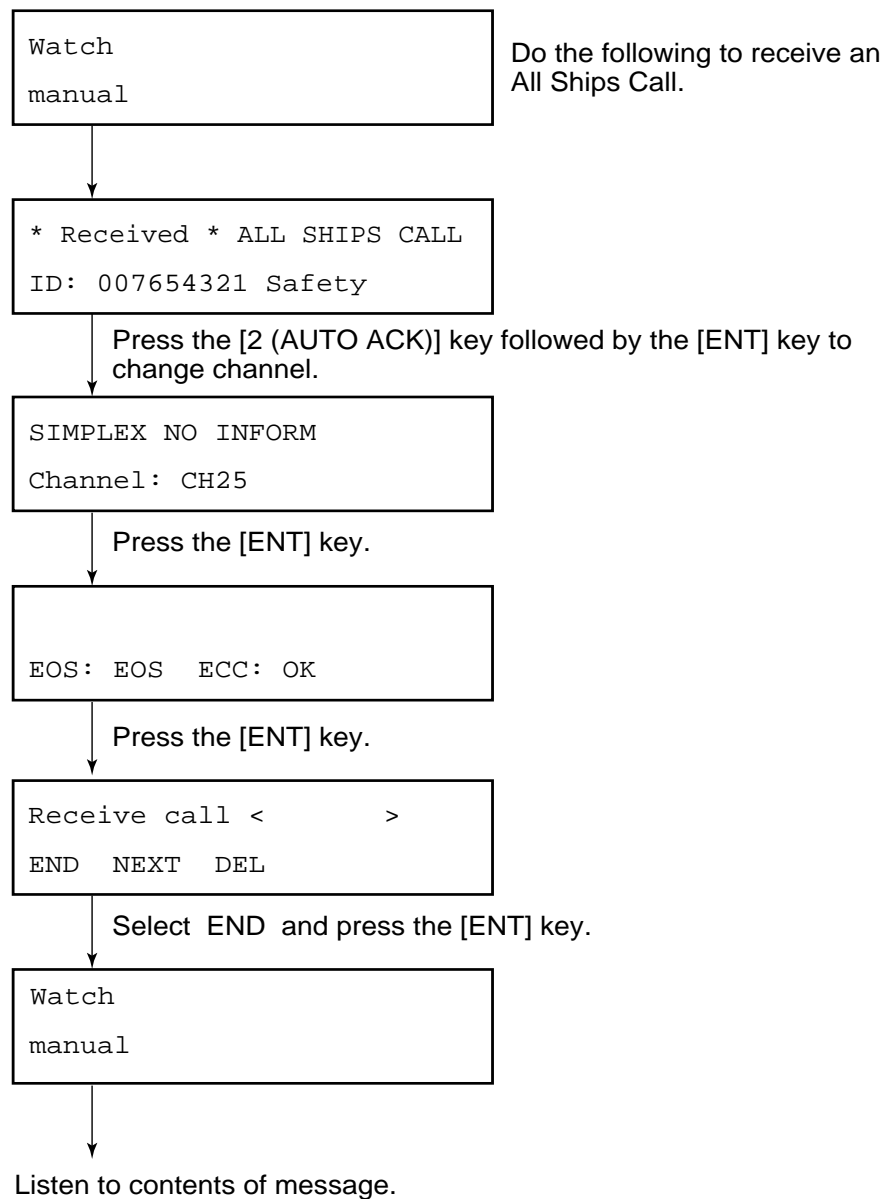 Watch
manual
Do the following to receive an
All Ships Call.
* Received * ALL SHIPS CALL
ID: 007654321 Safety
Press the [2 (AUTO ACK)] key followed by the [ENT] key to
change channel.
SIMPLEX NO INFORM
Channel: CH25
Press the [ENT] key.
EOS: EOS  ECC: OK
Press the [ENT] key.
Receive call <       >
END  NEXT  DEL
Select  END  and press the [ENT] key.
Watch
manual
Listen to contents of message.